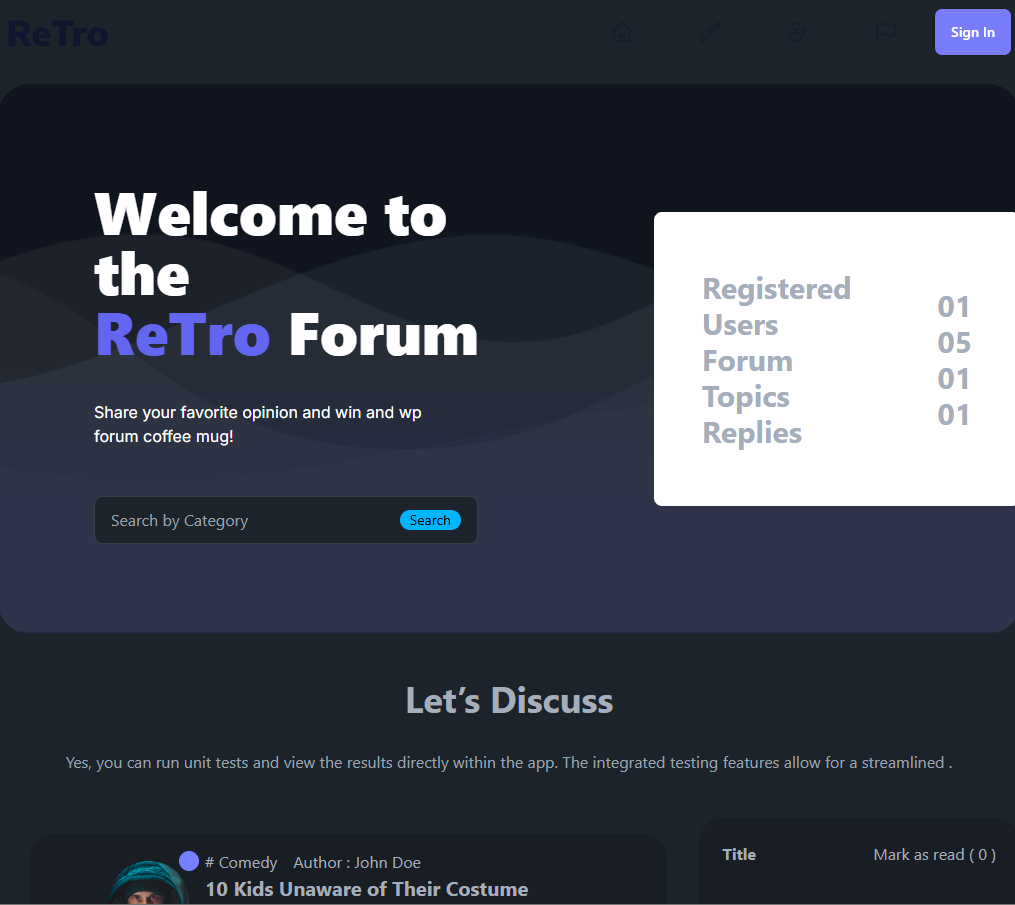 ReTro
Sign In
Welcome to
the
ReTro Forum
Share your favorite opinion and win and wp
forum coffee mug!
Search by Category
Search
Registered
Users
Forum
Topics
Replies
01
05
01
01
Let's Discuss
Yes, you can run unit tests and view the results directly within the app. The integrated testing features allow for a streamlined .
# Comedy Author : John Doe
10 Kids Unaware of Their Costume
Title Mark as read ( 0 )